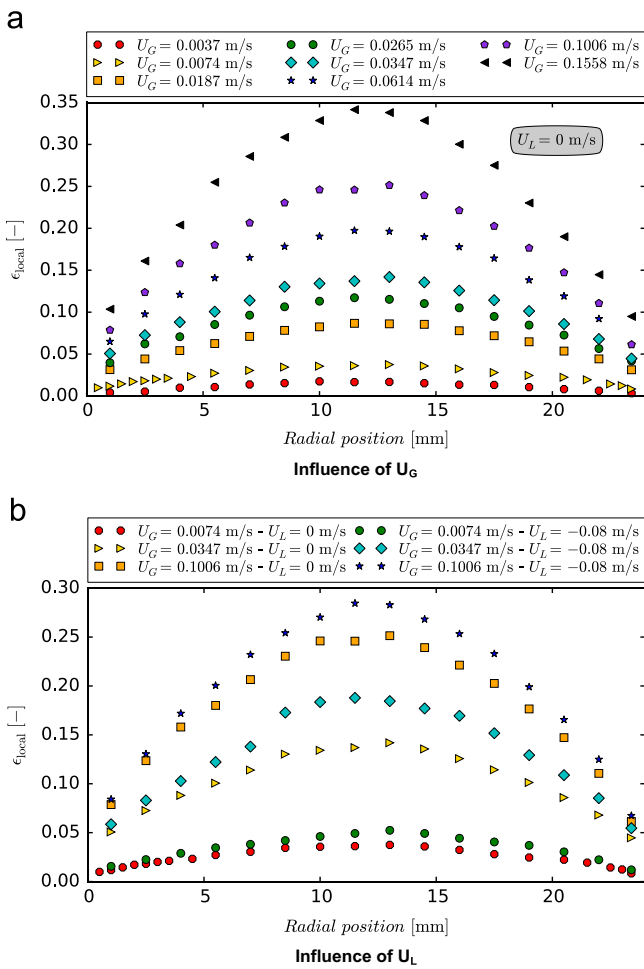 a
U_G = 0.0037 m/s U_G = 0.0265 m/s U_G = 0.1006 m/s
U_G = 0.0074 m/s U_G = 0.0347 m/s U_G = 0.1558 m/s
U_G = 0.0187 m/s U_G = 0.0614 m/s
0.35
0.30
0.25
0.20
0.15
0.10
0.05
0.00
ϵ_local [−]
U_L = 0 m/s
0 5 10 15 20
Radial position [mm]
Influence of U_G
b
U_G = 0.0074 m/s - U_L = 0 m/s U_G = 0.0074 m/s - U_L = −0.08 m/s
U_G = 0.0347 m/s - U_L = 0 m/s U_G = 0.0347 m/s - U_L = −0.08 m/s
U_G = 0.1006 m/s - U_L = 0 m/s U_G = 0.1006 m/s - U_L = −0.08 m/s
0.30
0.25
0.20
0.15
0.10
0.05
0.00
ϵ_local [−]
0 5 10 15 20
Radial position [mm]
Influence of U_L